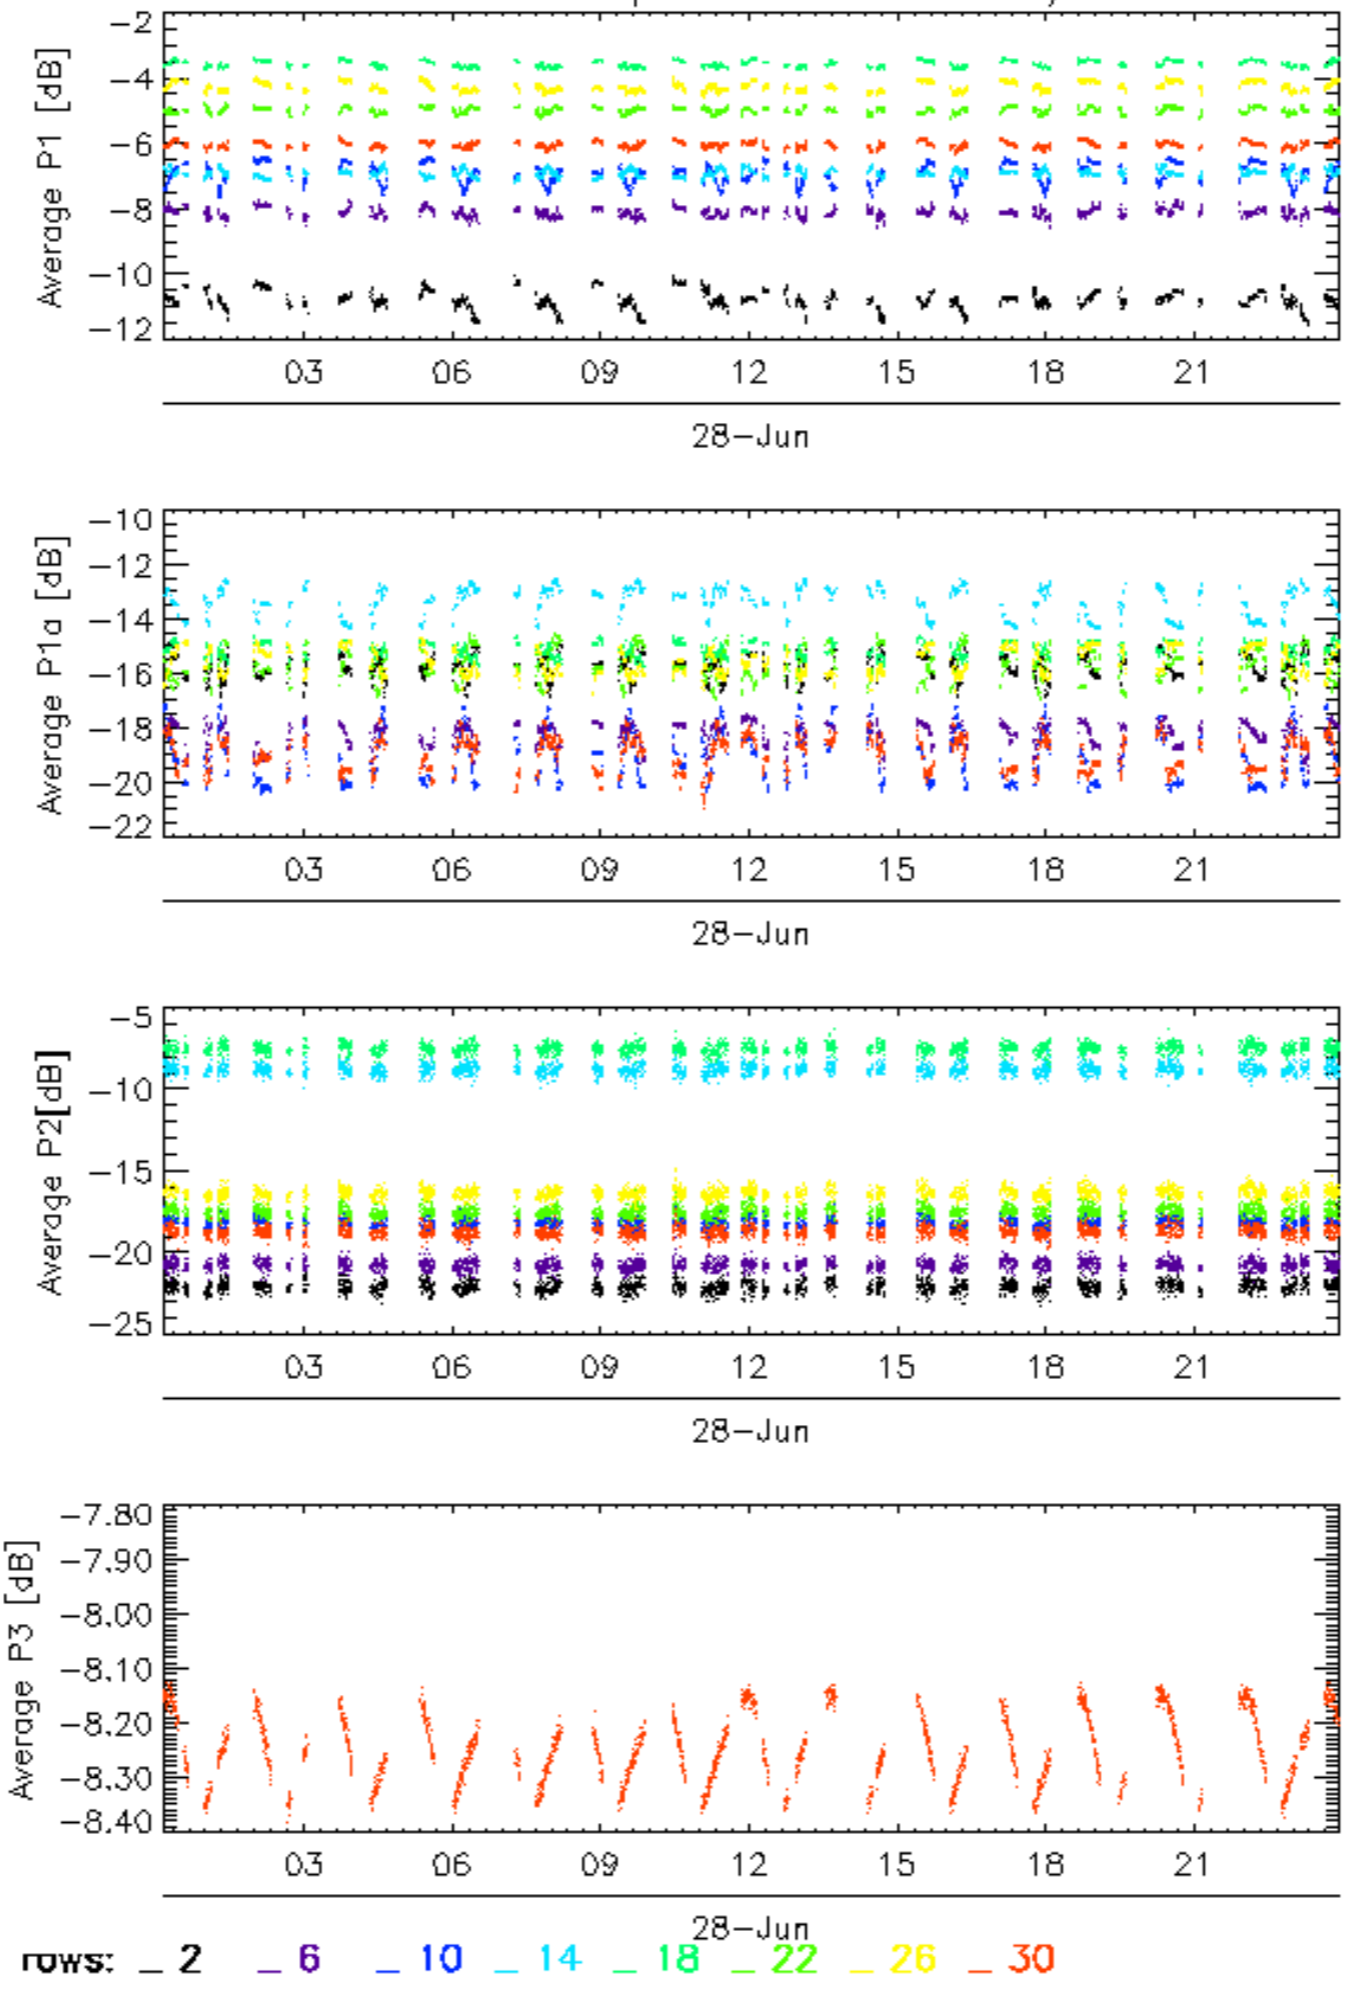 -2
-4
-6
-8
-10
-12
Average P1 [dB]
03 06 09 12 15 18 21
28-Jun
-10
-12
-14
-16
-18
-20
-22
Average P1a [dB]
03 06 09 12 15 18 21
28-Jun
-5
-10
-15
-20
-25
Average P2[dB]
03 06 09 12 15 18 21
28-Jun
-7.80
-7.90
-8.00
-8.10
-8.20
-8.30
-8.40
Average P3 [dB]
03 06 09 12 15 18 21
28-Jun
rows: _ 2 _ 6 _ 10 _ 14 _ 18 _ 22 _ 26 _ 30